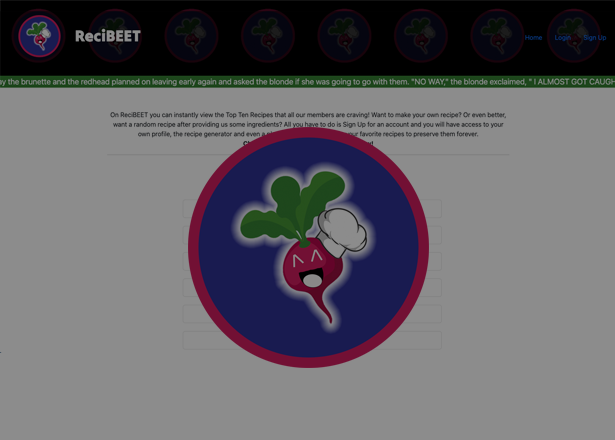 ReciBEET
Home Login Sign Up
ay the brunette and the redhead planned on leaving early again and asked the blonde if she was going to go with them. "NO WAY," the blonde exclaimed, " I ALMOST GOT CAUGH
On ReciBEET you can instantly view the Top Ten Recipes that all our members are craving! Want to make your own recipe? Or even better,
want a random recipe after providing us some ingredients? All you have to do is Sign Up for an account and you will have access to your
own profile, the recipe generator and even a your favorite recipes to preserve them forever.